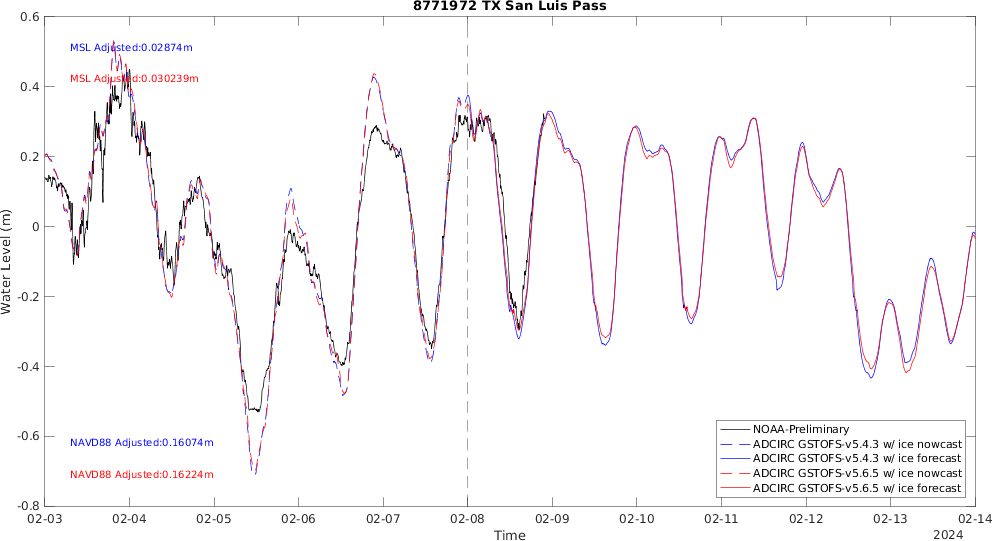 8771972 TX San Luis Pass
0.6
0.4
0.2
0
-0.2
-0.4
-0.6
-0.8
Water Level (m)
MSL Adjusted:0.02874m
MSL Adjusted:0.030239m
NAVD88 Adjusted:0.16074m
NAVD88 Adjusted:0.16224m
NOAA-Preliminary
ADCIRC GSTOFS-v5.4.3 w/ ice nowcast
ADCIRC GSTOFS-v5.4.3 w/ ice forecast
ADCIRC GSTOFS-v5.6.5 w/ ice nowcast
ADCIRC GSTOFS-v5.6.5 w/ ice forecast
02-03 02-04 02-05 02-06 02-07 02-08 02-09 02-10 02-11 02-12 02-13 02-14
Time
2024